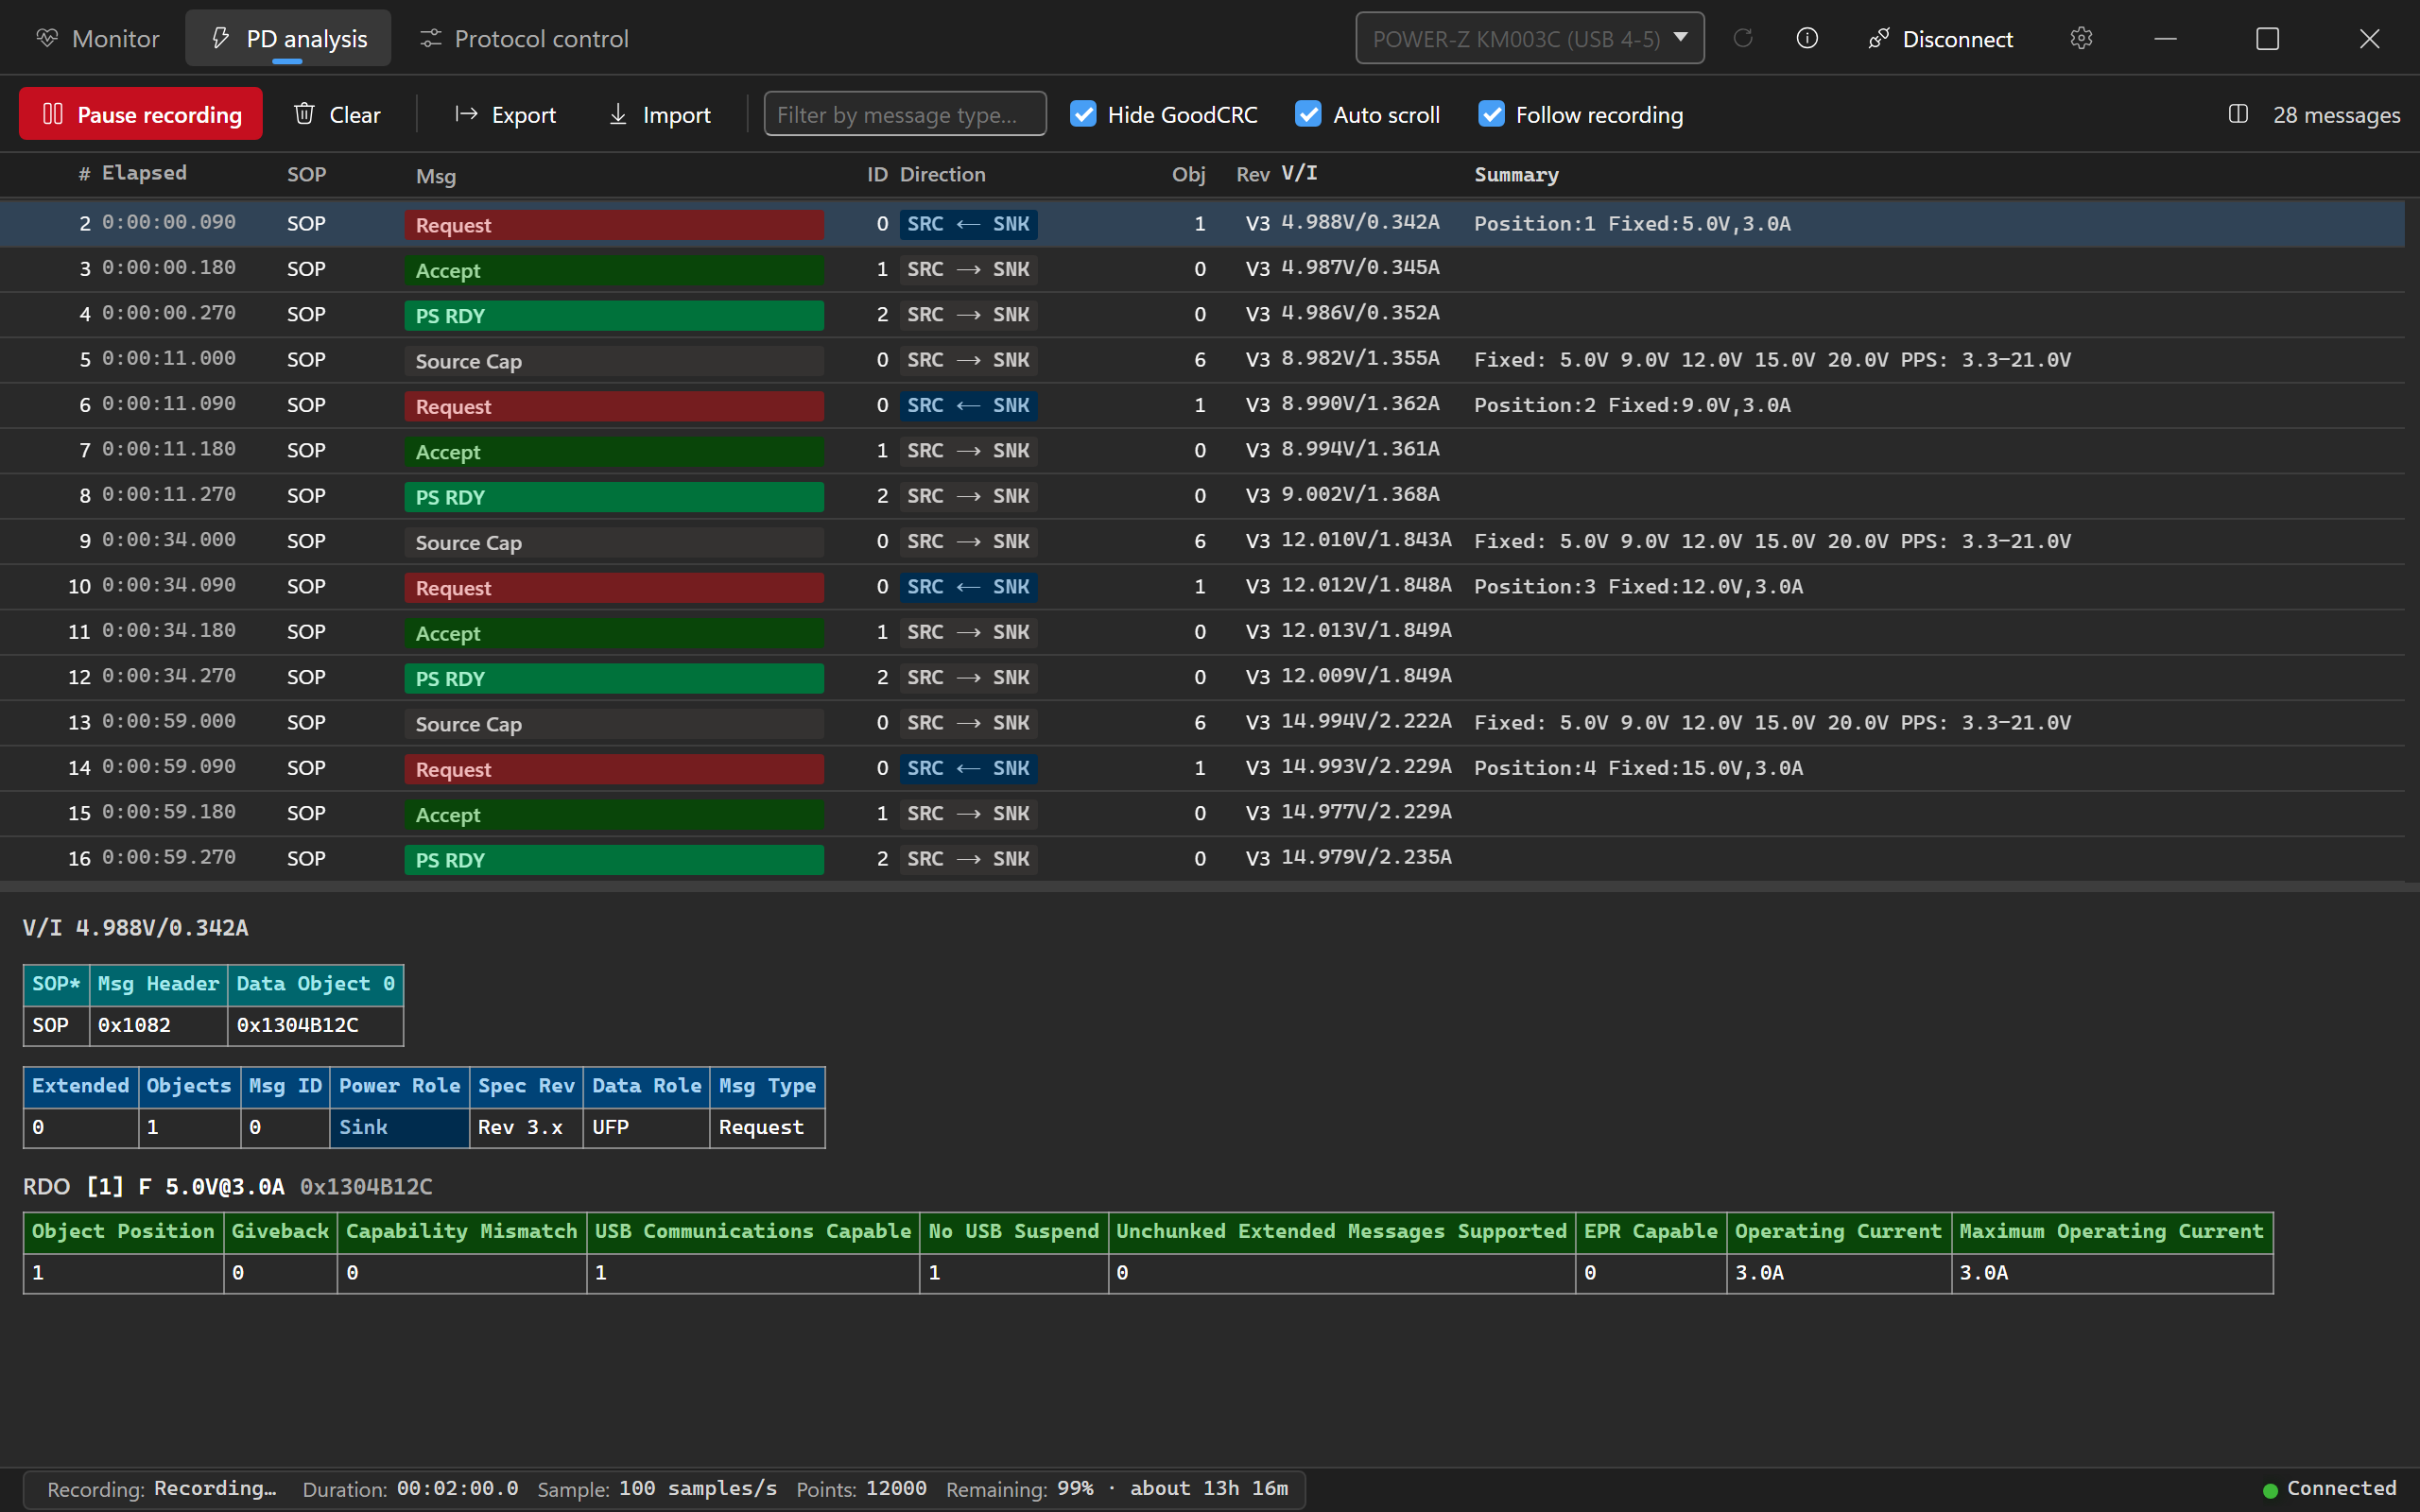 Monitor PD analysis Protocol control POWER-Z KM003C (USB 4-5) Disconnect
Pause recording Clear Export Import Filter by message type... Hide GoodCRC Auto scroll Follow recording 28 messages
# Elapsed SOP Msg ID Direction Obj Rev V/I Summary
2 0:00:00.090 SOP Request 0 SRC ← SNK 1 V3 4.988V/0.342A Position:1 Fixed:5.0V,3.0A
3 0:00:00.180 SOP Accept 1 SRC → SNK 0 V3 4.987V/0.345A
4 0:00:00.270 SOP PS RDY 2 SRC → SNK 0 V3 4.986V/0.352A
5 0:00:11.000 SOP Source Cap 0 SRC → SNK 6 V3 8.982V/1.355A Fixed: 5.0V 9.0V 12.0V 15.0V 20.0V PPS: 3.3-21.0V
6 0:00:11.090 SOP Request 0 SRC ← SNK 1 V3 8.990V/1.362A Position:2 Fixed:9.0V,3.0A
7 0:00:11.180 SOP Accept 1 SRC → SNK 0 V3 8.994V/1.361A
8 0:00:11.270 SOP PS RDY 2 SRC → SNK 0 V3 9.002V/1.368A
9 0:00:34.000 SOP Source Cap 0 SRC → SNK 6 V3 12.010V/1.843A Fixed: 5.0V 9.0V 12.0V 15.0V 20.0V PPS: 3.3-21.0V
10 0:00:34.090 SOP Request 0 SRC ← SNK 1 V3 12.012V/1.848A Position:3 Fixed:12.0V,3.0A
11 0:00:34.180 SOP Accept 1 SRC → SNK 0 V3 12.013V/1.849A
12 0:00:34.270 SOP PS RDY 2 SRC → SNK 0 V3 12.009V/1.849A
13 0:00:59.000 SOP Source Cap 0 SRC → SNK 6 V3 14.994V/2.222A Fixed: 5.0V 9.0V 12.0V 15.0V 20.0V PPS: 3.3-21.0V
14 0:00:59.090 SOP Request 0 SRC ← SNK 1 V3 14.993V/2.229A Position:4 Fixed:15.0V,3.0A
15 0:00:59.180 SOP Accept 1 SRC → SNK 0 V3 14.977V/2.229A
16 0:00:59.270 SOP PS RDY 2 SRC → SNK 0 V3 14.979V/2.235A
V/I 4.988V/0.342A
SOP* Msg Header Data Object 0
SOP 0x1082 0x1304B12C
Extended Objects Msg ID Power Role Spec Rev Data Role Msg Type
0 1 0 Sink Rev 3.x UFP Request
RDO [1] F 5.0V@3.0A 0x1304B12C
Object Position Giveback Capability Mismatch USB Communications Capable No USB Suspend Unchunked Extended Messages Supported EPR Capable Operating Current Maximum Operating Current
1 0 0 1 1 0 0 3.0A 3.0A
Recording: Recording… Duration: 00:02:00.0 Sample: 100 samples/s Points: 12000 Remaining: 99% · about 13h 16m Connected